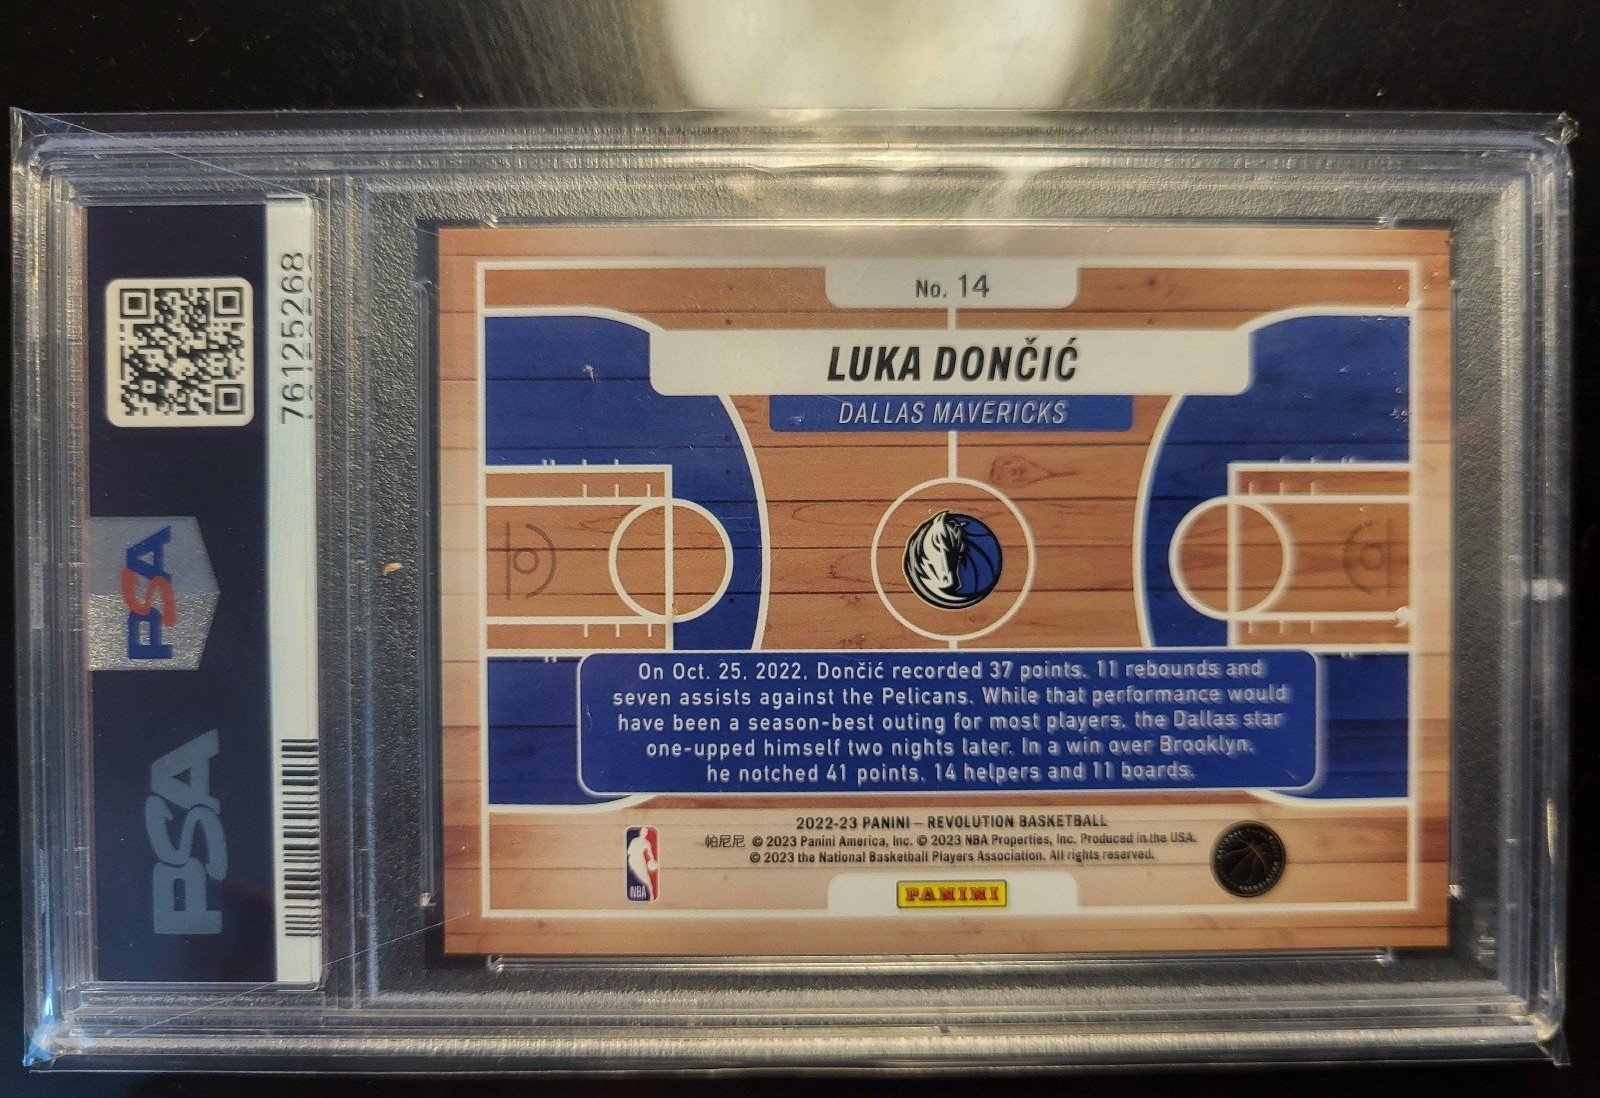 76125268
PSA
PSA
No. 14
LUKA DONČIĆ
DALLAS MAVERICKS
On Oct. 25, 2022, Dončić recorded 37 points, 11 rebounds and
seven assists against the Pelicans. While that performance would
have been a season-best outing for most players, the Dallas star
one-upped himself two nights later. In a win over Brooklyn,
he notched 41 points, 14 helpers and 11 boards.
2022-23 PANINI – REVOLUTION BASKETBALL
帕尼尼 © 2023 Panini America, Inc. © 2023 NBA Properties, Inc. Produced in the USA.
© 2023 the National Basketball Players Association. All rights reserved.
NBA
PANINI